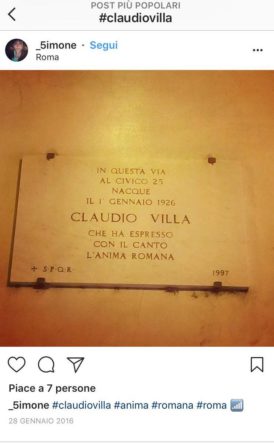 POST PIÙ POPOLARI
#claudiovilla
_5imone · Segui
Roma
IN QUESTA VIA
AL CIVICO 25
NACQUE
IL 1° GENNAIO 1926
CLAUDIO VILLA
CHE HA ESPRESSO
CON IL CANTO
L'ANIMA ROMANA
+ S.P.Q.R. 1997
Piace a 7 persone
_5imone #claudiovilla #anima #romana #roma 📶
28 GENNAIO 2016